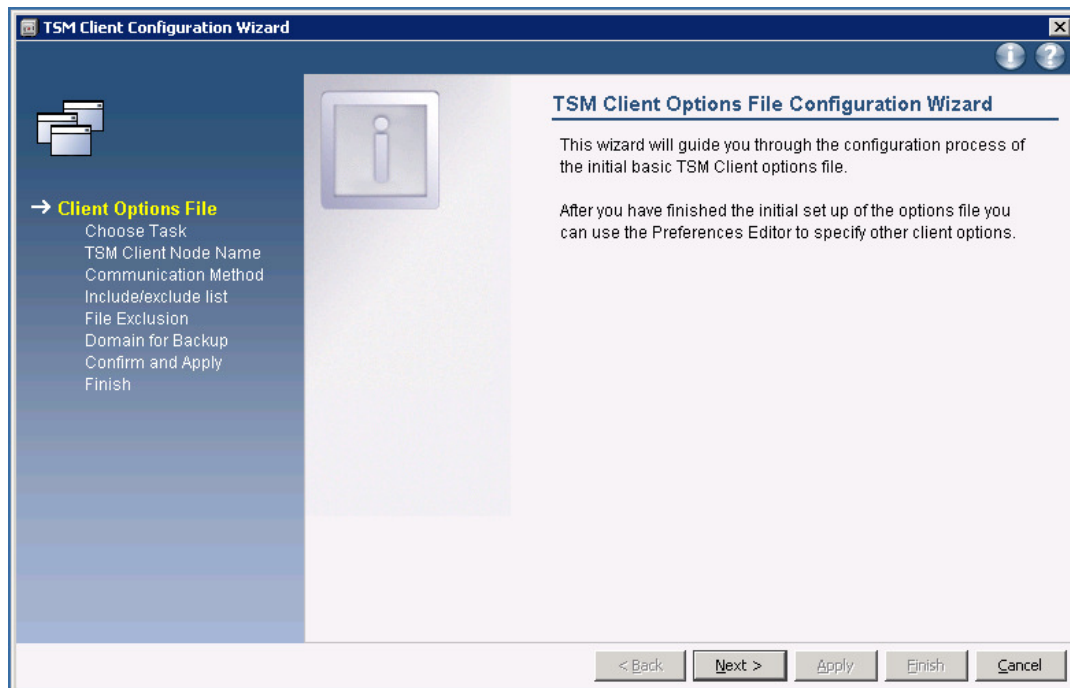 TSM Client Configuration Wizard
→ Client Options File
Choose Task
TSM Client Node Name
Communication Method
Include/exclude list
File Exclusion
Domain for Backup
Confirm and Apply
Finish
TSM Client Options File Configuration Wizard
This wizard will guide you through the configuration process of
the initial basic TSM Client options file.
After you have finished the initial set up of the options file you
can use the Preferences Editor to specify other client options.
< Back
Next >
Apply
Finish
Cancel